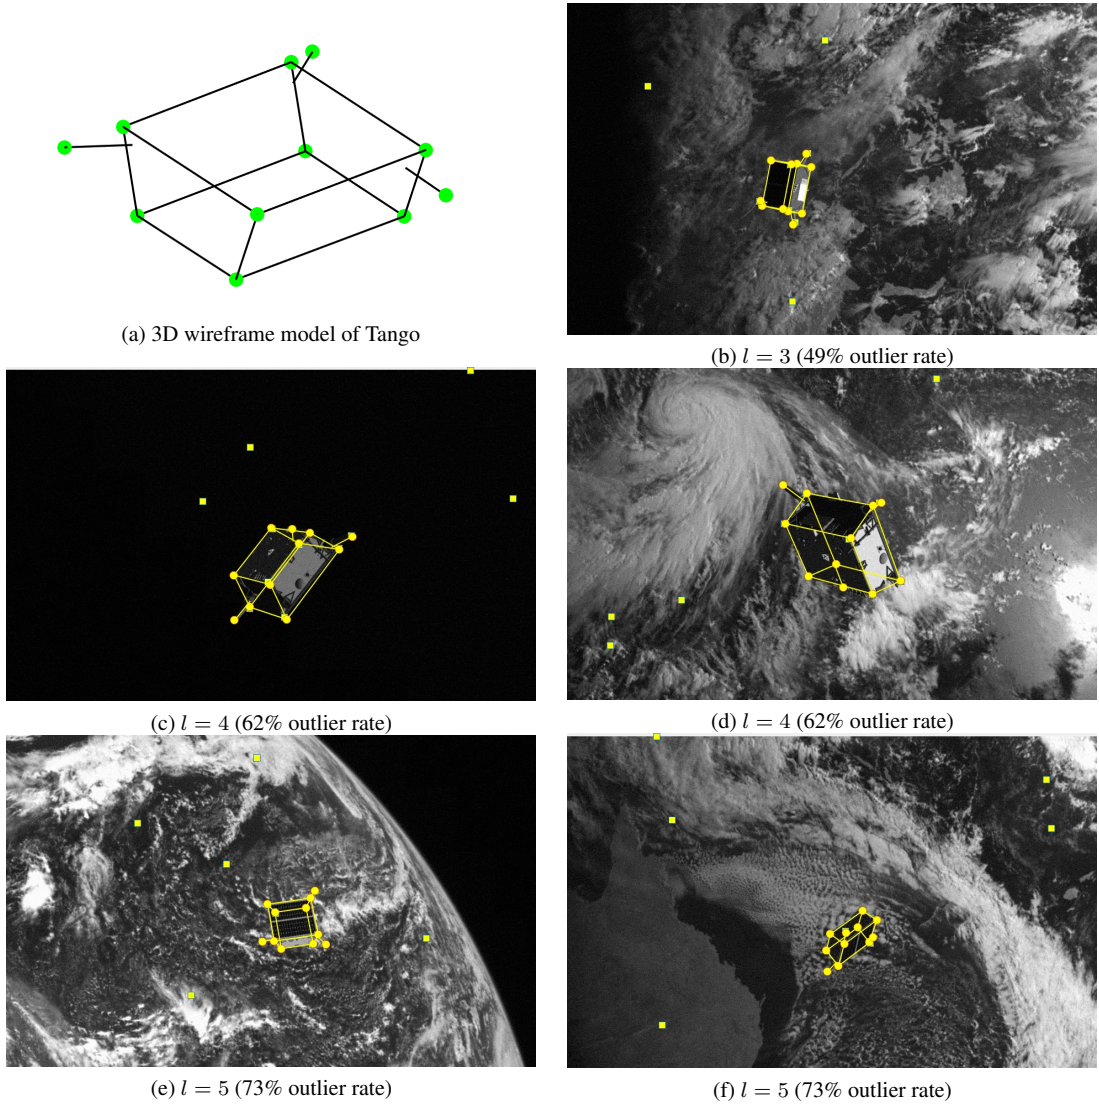 (a) 3D wireframe model of Tango
(b) l = 3 (49% outlier rate)
(c) l = 4 (62% outlier rate)
(d) l = 4 (62% outlier rate)
(e) l = 5 (73% outlier rate)
(f) l = 5 (73% outlier rate)